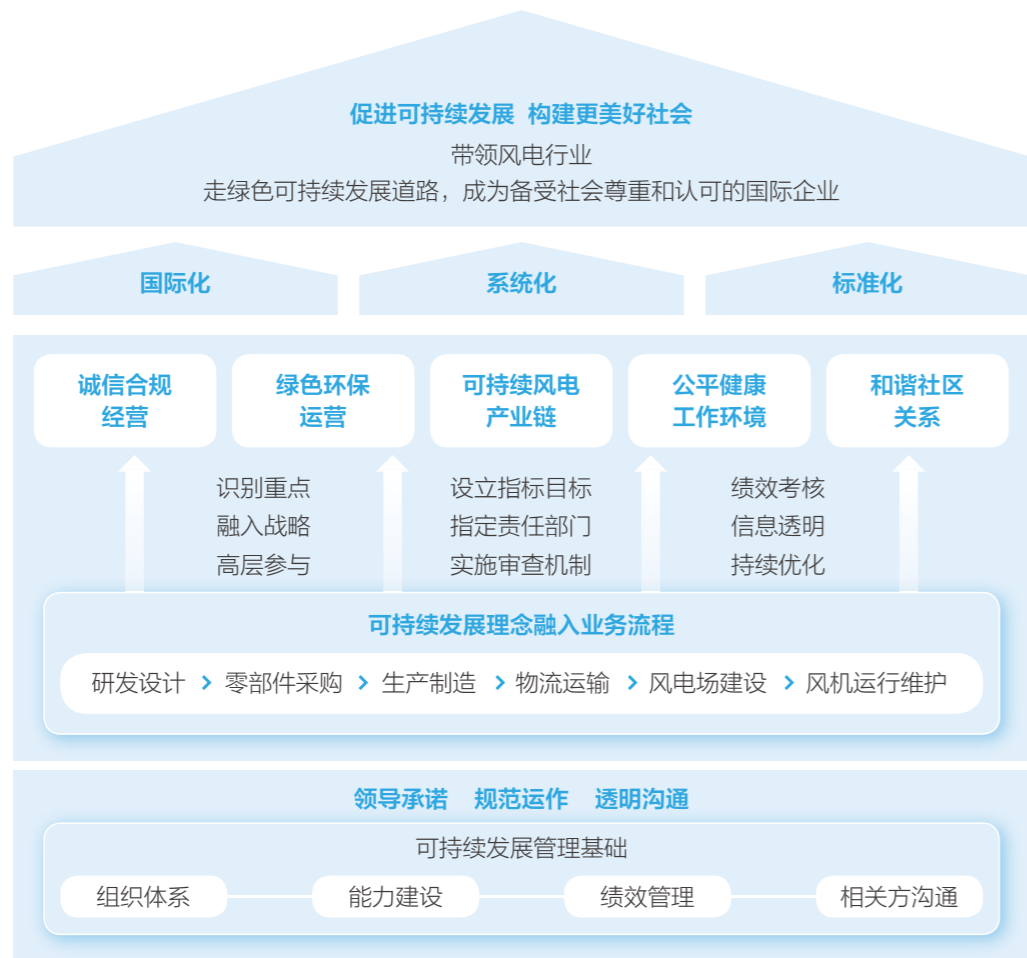 促进可持续发展 构建更美好社会
带领风电行业
走绿色可持续发展道路，成为备受社会尊重和认可的国际企业
国际化
系统化
标准化
诚信合规
经营
绿色环保
运营
可持续风电
产业链
公平健康
工作环境
和谐社区
关系
识别重点
融入战略
高层参与
设立指标目标
指定责任部门
实施审查机制
绩效考核
信息透明
持续优化
可持续发展理念融入业务流程
研发设计 > 零部件采购 > 生产制造 > 物流运输 > 风电场建设 > 风机运行维护
领导承诺 规范运作 透明沟通
可持续发展管理基础
组织体系
能力建设
绩效管理
相关方沟通